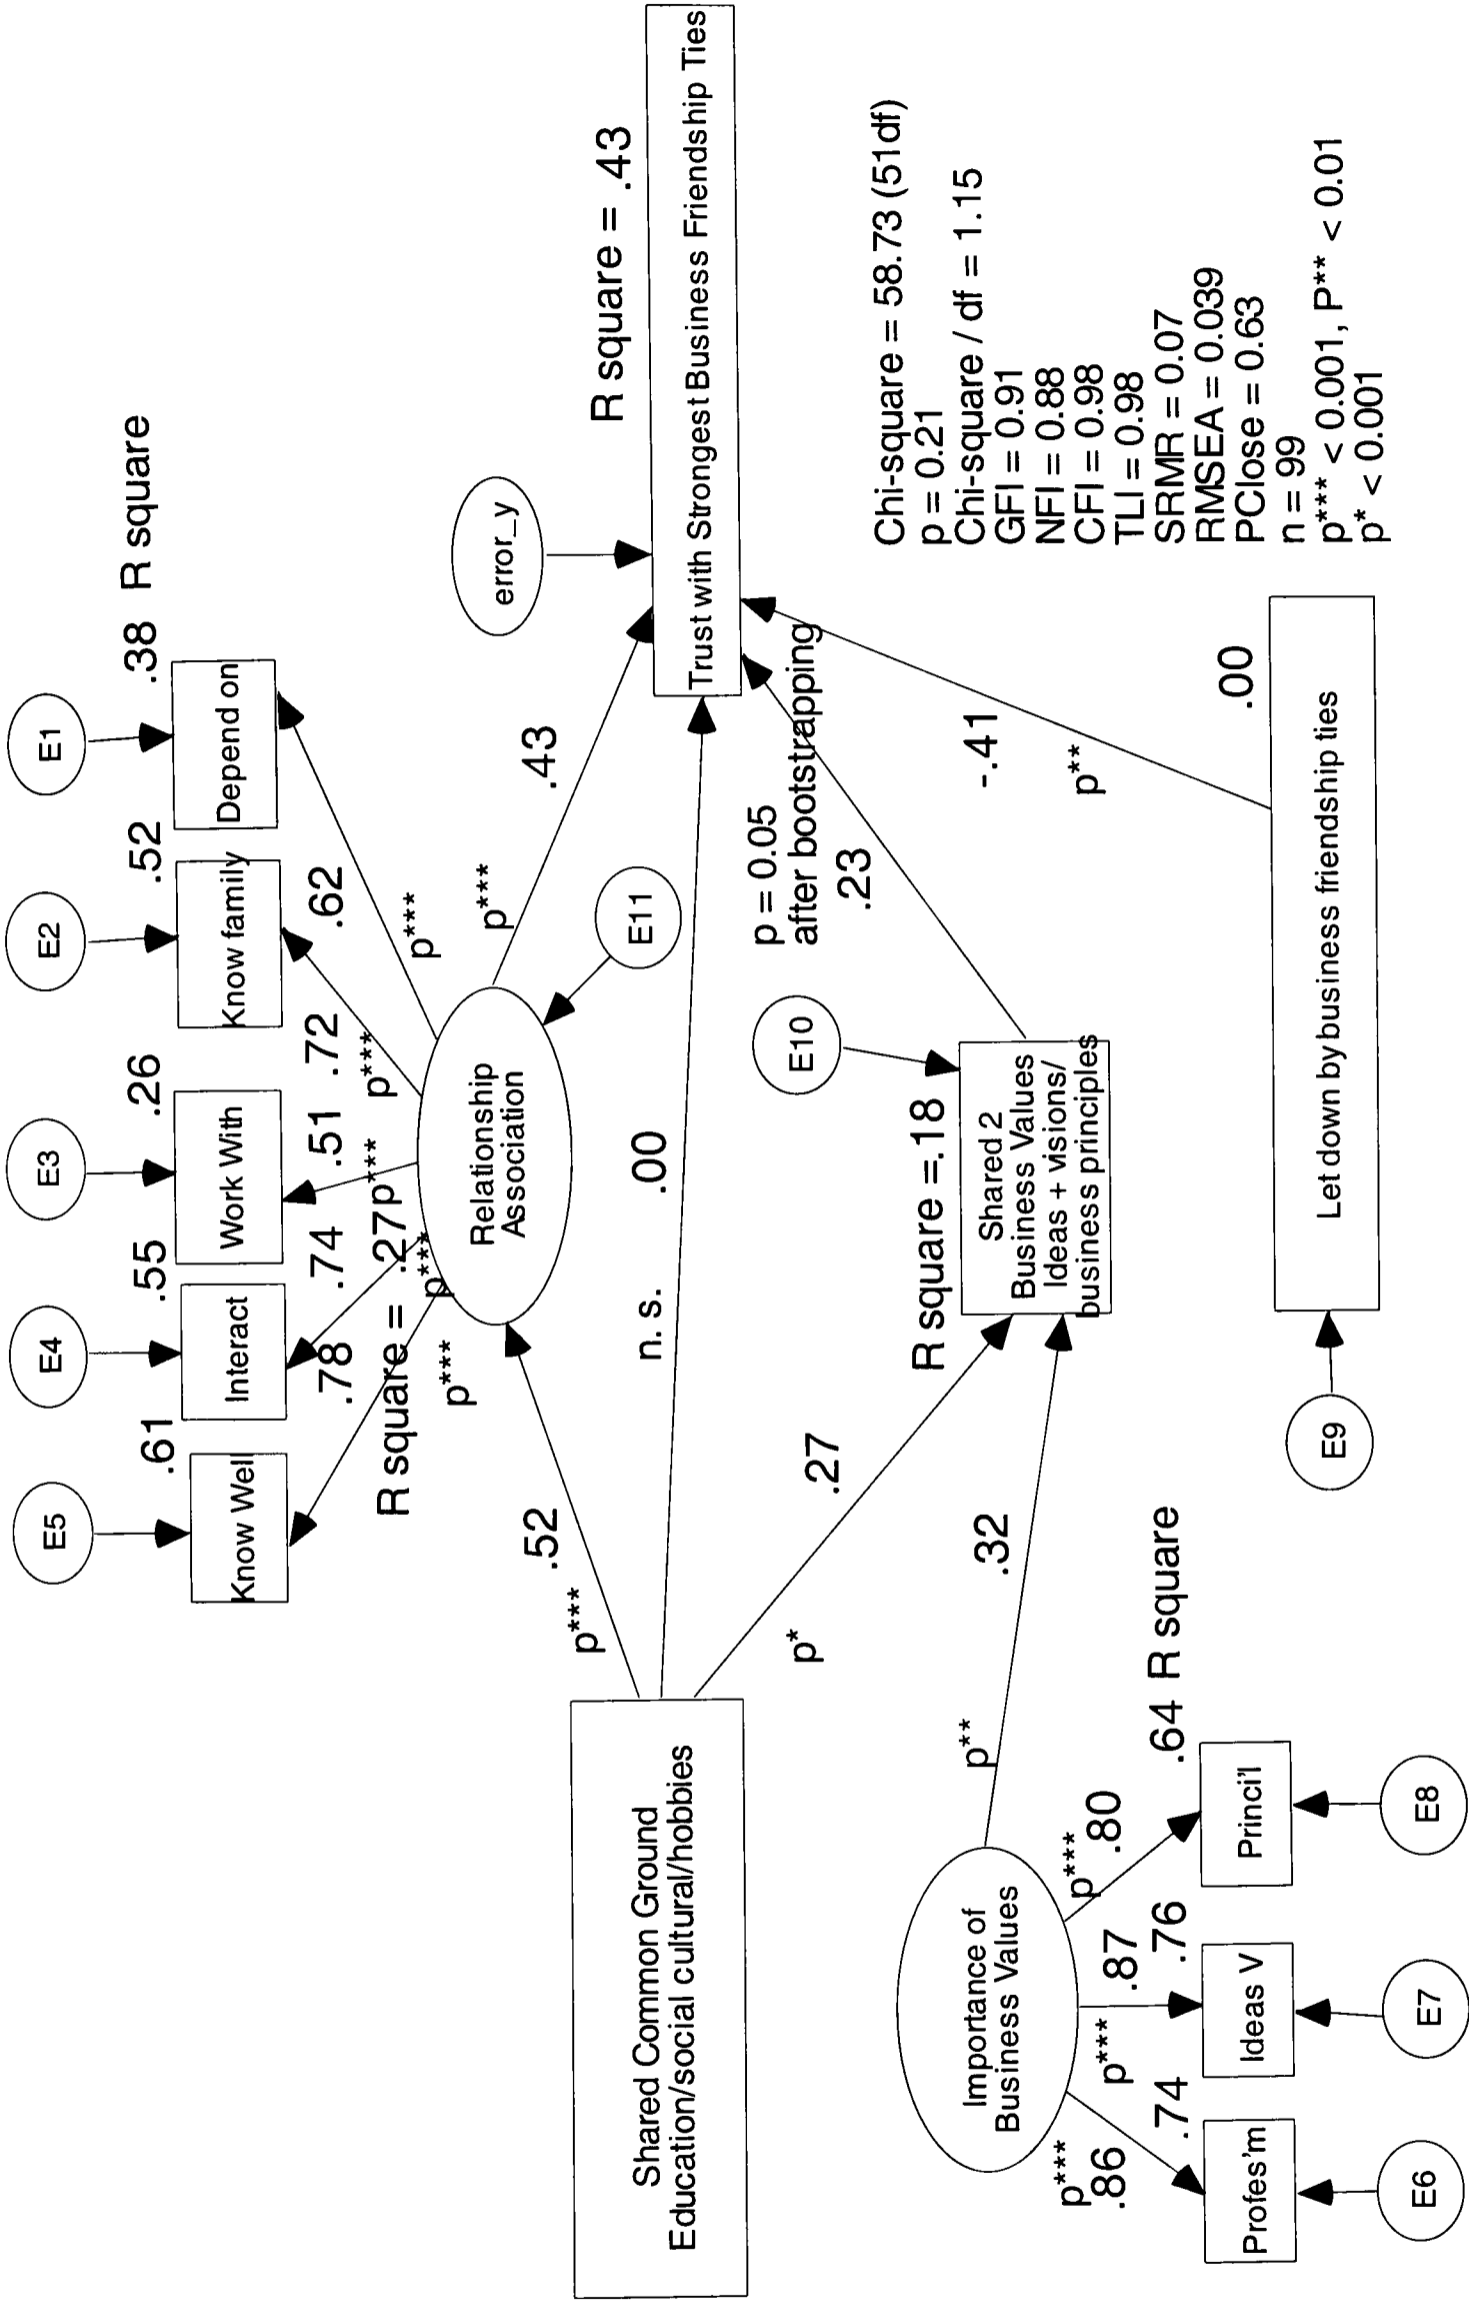 E5
E4
E3
E2
E1
.61
.55
.26
.52
.38 R square
Know Well
Interact
Work With
Know family
Depend on
.78
.74
.51
.72
.62
R square = .27
p***
p***
p***
p***
p***
Relationship
Association
p***
.43
error_y
E11
p***
.52
R square = .43
Trust with Strongest Business Friendship Ties
Shared Common Ground
Education/social cultural/hobbies
n. s.
.00
p*
.27
p = 0.05
after bootstrapping
.23
E10
R square =.18
Shared 2
Business Values
Ideas + visions/
business principles
p**
.32
-.41
p**
Importance of
Business Values
p***
.86
p***
.87
p***
.80
.74
.76
.64 R square
Profes'm
Ideas V
Princi'l
E6
E7
E8
E9
Let down by business friendship ties
.00
Chi-square = 58.73 (51df)
p = 0.21
Chi-square / df = 1.15
GFI = 0.91
NFI = 0.88
CFI = 0.98
TLI = 0.98
SRMR = 0.07
RMSEA = 0.039
PClose = 0.63
n = 99
p*** < 0.001, P** < 0.01
p* < 0.001